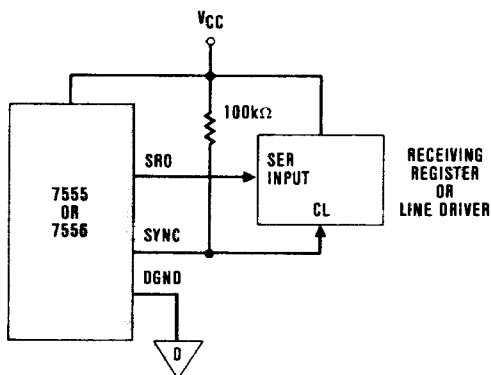 VCC
100kΩ
SRO
SER
INPUT
CL
RECEIVING
REGISTER
OR
LINE DRIVER
7555
OR
7556
SYNC
DGND
D